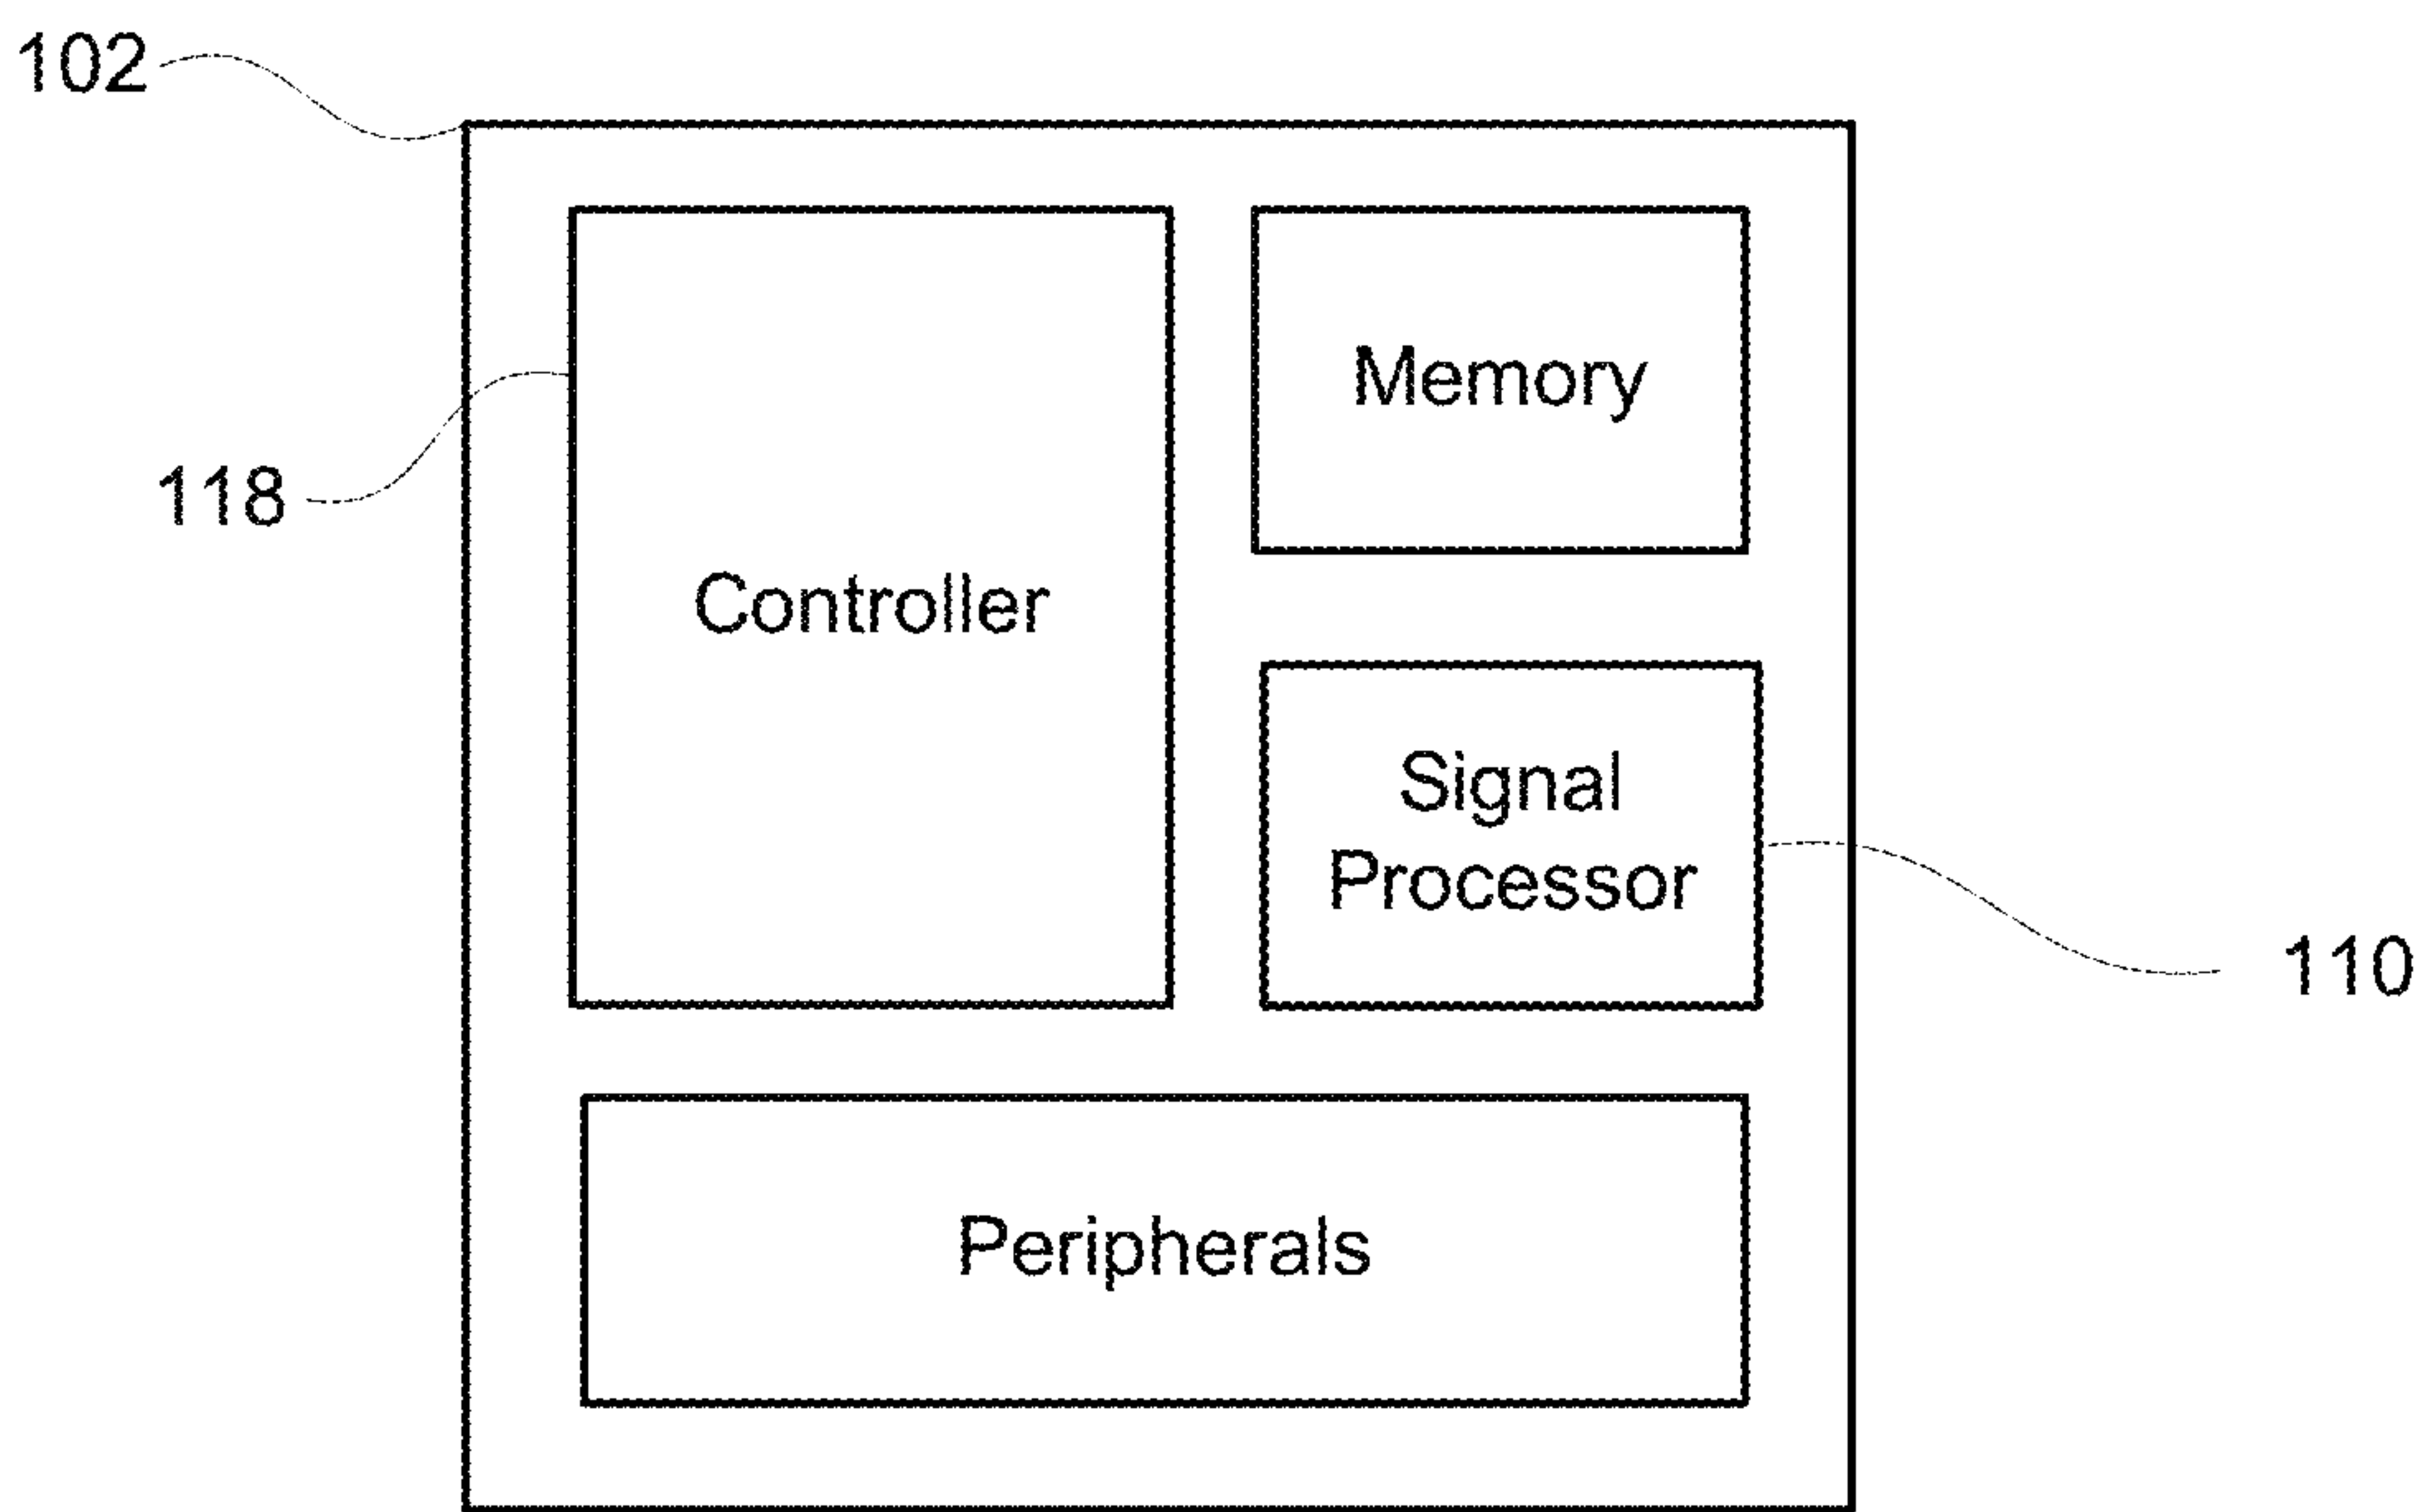 102
Memory
118
Controller
Signal
Processor
110
Peripherals